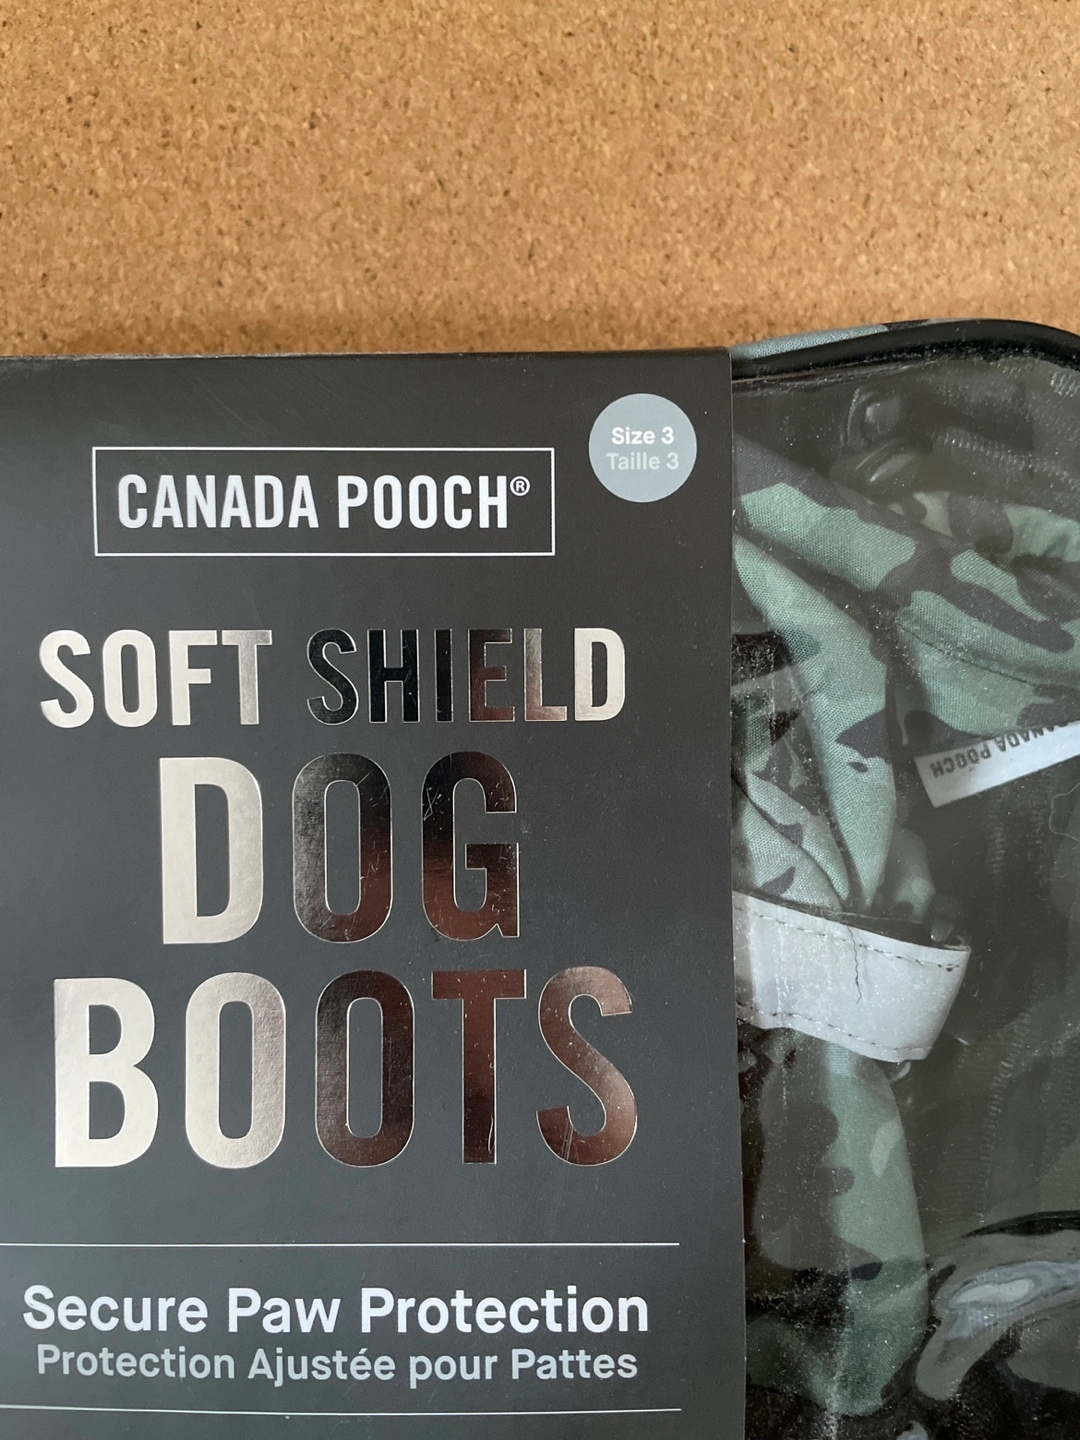 Size 3
Taille 3
CANADA POOCH®
SOFT SHIELD
DOG
BOOTS
CANADA POOCH
Secure Paw Protection
Protection Ajustée pour Pattes